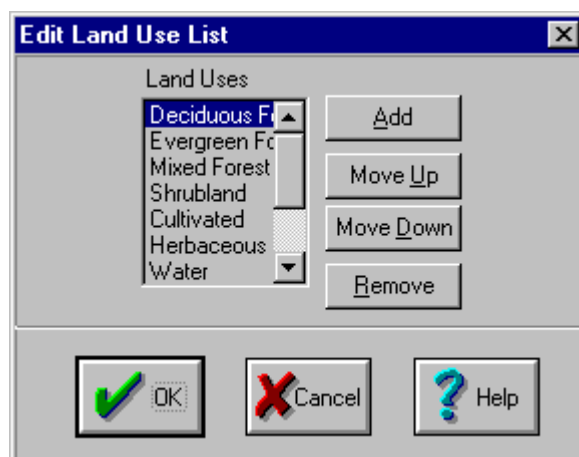 Edit Land Use List
Land Uses
Deciduous F
Evergreen Fo
Mixed Forest
Shrubland
Cultivated
Herbaceous
Water
Add
Move Up
Move Down
Remove
OK
Cancel
Help